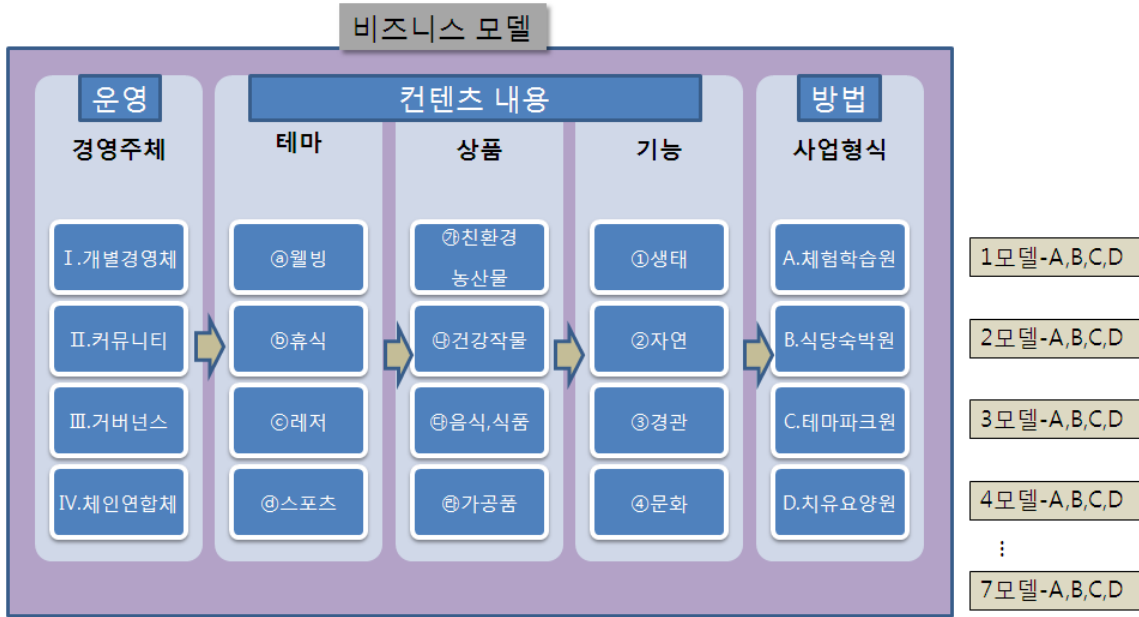 비즈니스 모델
운영
컨텐츠 내용
방법
경영주체
테마
상품
기능
사업형식
Ⅰ.개별경영체
ⓐ웰빙
㉮친환경
농산물
①생태
A.체험학습원
1모델-A,B,C,D
Ⅱ.커뮤니티
ⓑ휴식
㉯건강작물
②자연
B.식당숙박원
2모델-A,B,C,D
Ⅲ.거버넌스
ⓒ레저
㉰음식,식품
③경관
C.테마파크원
3모델-A,B,C,D
Ⅳ.체인연합체
ⓓ스포츠
㉱가공품
④문화
D.치유요양원
4모델-A,B,C,D
⋮
7모델-A,B,C,D